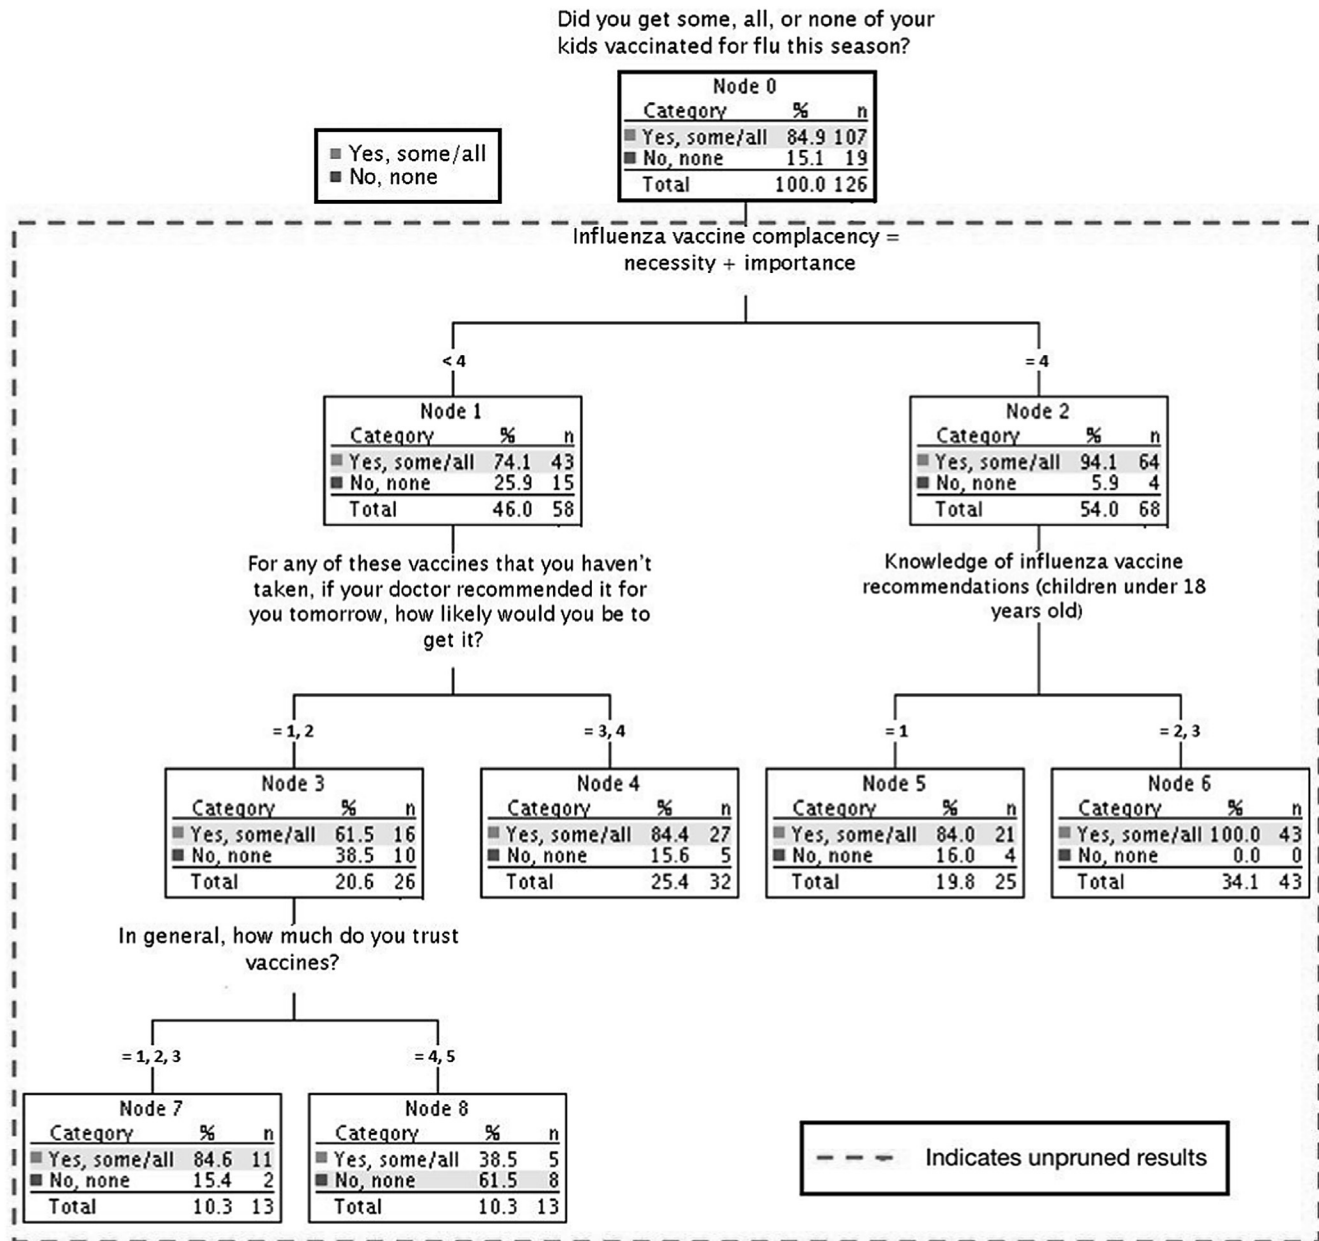 Did you get some, all, or none of your
kids vaccinated for flu this season?
Node 0
Category % n
Yes, some/all 84.9 107
No, none 15.1 19
Total 100.0 126
Yes, some/all
No, none
Influenza vaccine complacency =
necessity + importance
< 4
= 4
Node 1
Category % n
Yes, some/all 74.1 43
No, none 25.9 15
Total 46.0 58
Node 2
Category % n
Yes, some/all 94.1 64
No, none 5.9 4
Total 54.0 68
For any of these vaccines that you haven't
taken, if your doctor recommended it for
you tomorrow, how likely would you be to
get it?
Knowledge of influenza vaccine
recommendations (children under 18
years old)
= 1, 2
= 3, 4
= 1
= 2, 3
Node 3
Category % n
Yes, some/all 61.5 16
No, none 38.5 10
Total 20.6 26
Node 4
Category % n
Yes, some/all 84.4 27
No, none 15.6 5
Total 25.4 32
Node 5
Category % n
Yes, some/all 84.0 21
No, none 16.0 4
Total 19.8 25
Node 6
Category % n
Yes, some/all 100.0 43
No, none 0.0 0
Total 34.1 43
In general, how much do you trust
vaccines?
= 1, 2, 3
= 4, 5
Node 7
Category % n
Yes, some/all 84.6 11
No, none 15.4 2
Total 10.3 13
Node 8
Category % n
Yes, some/all 38.5 5
No, none 61.5 8
Total 10.3 13
Indicates unpruned results